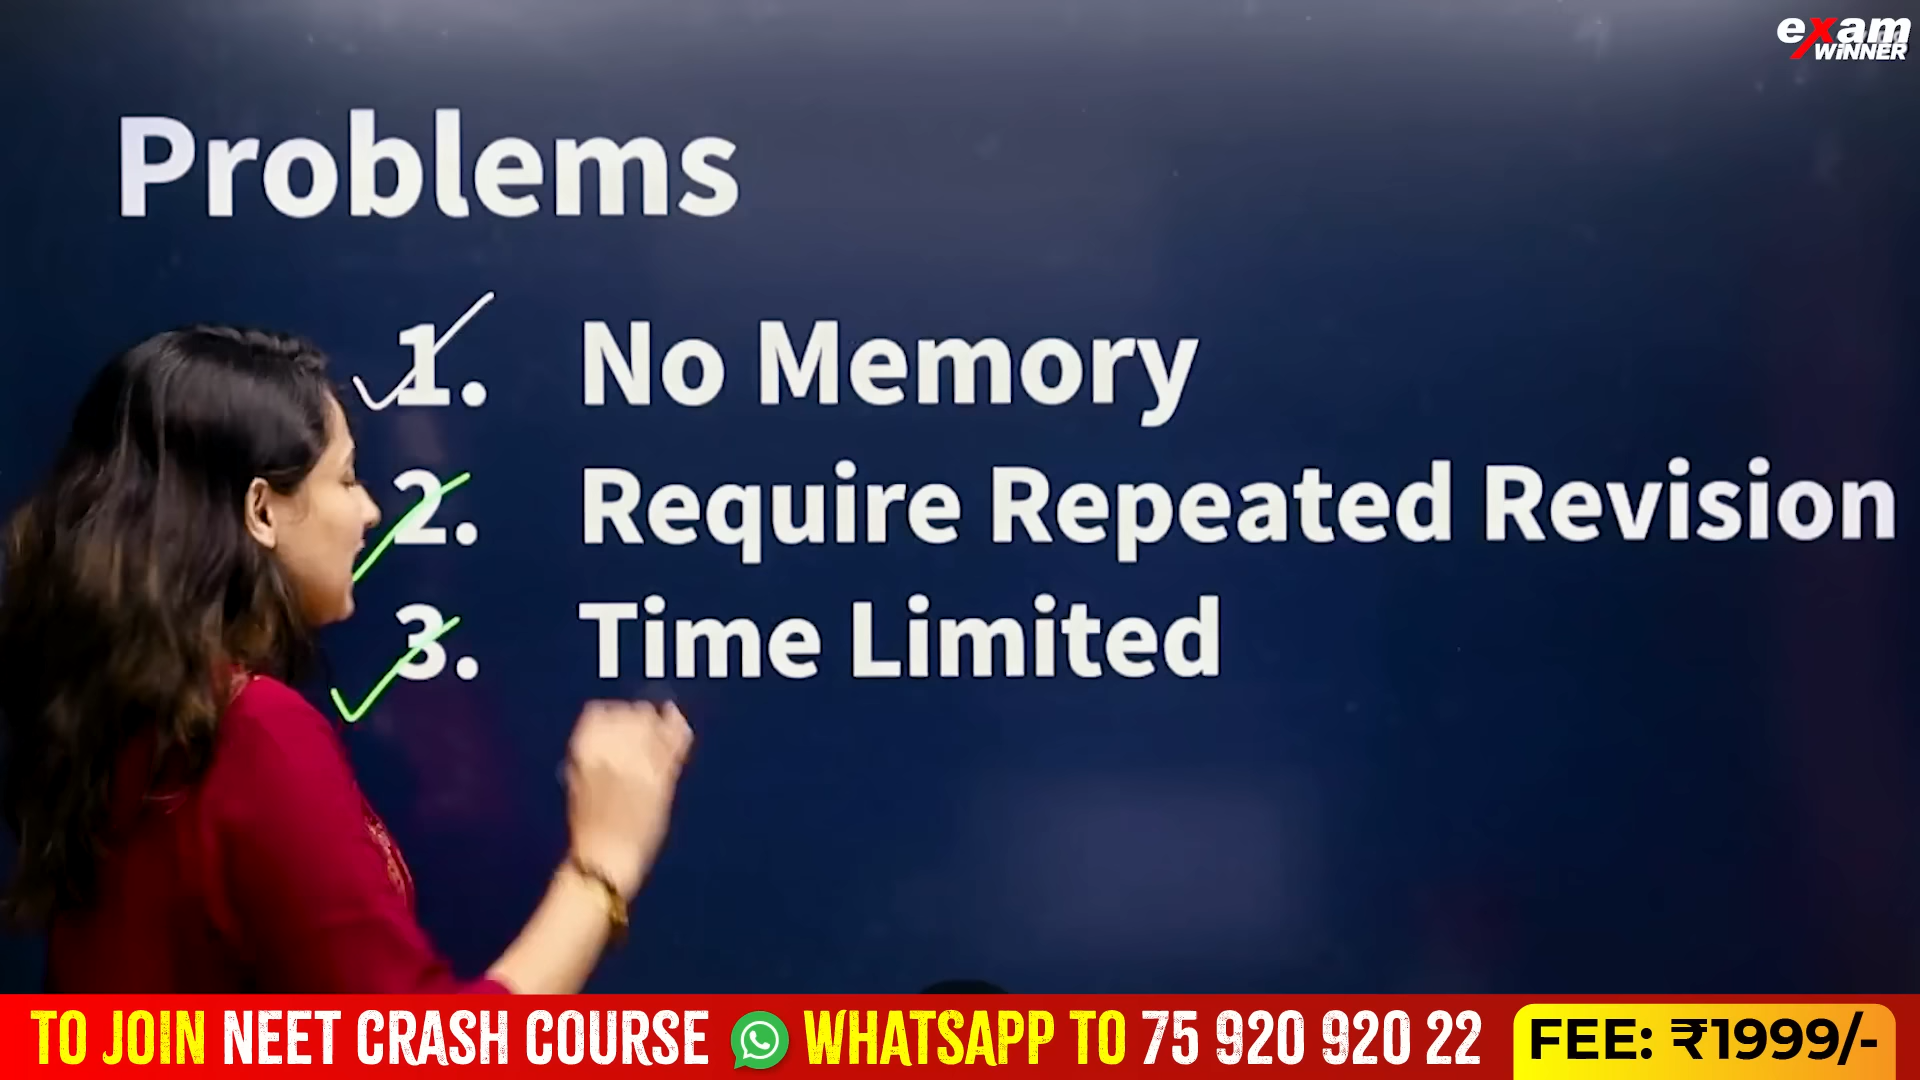 exam
WINNER
Problems
1. No Memory
2. Require Repeated Revision
3. Time Limited
TO JOIN NEET CRASH COURSE WHATSAPP TO 75 920 920 22
FEE: ₹1999/-